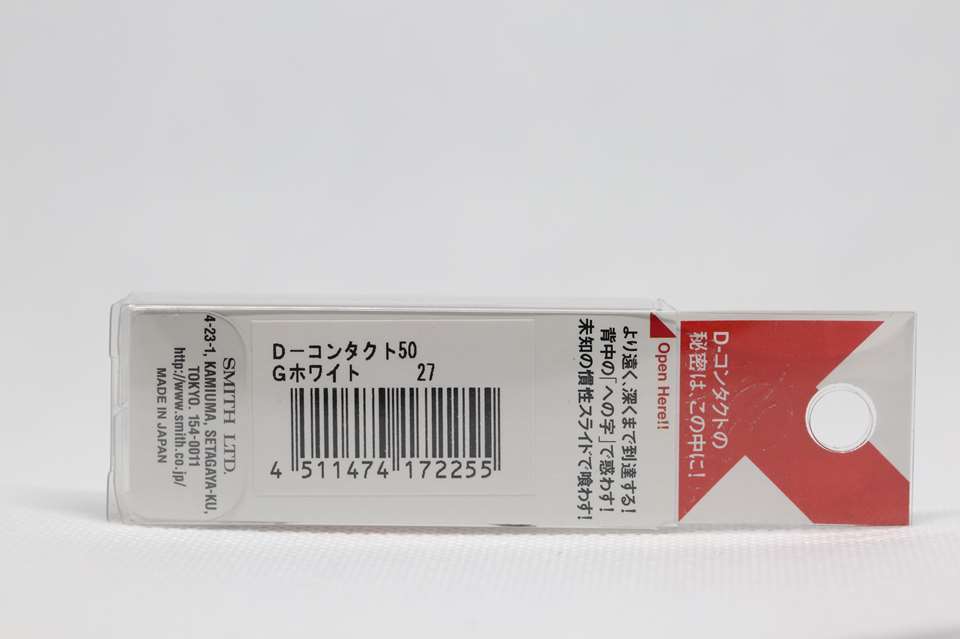 SMITH LTD.
4-23-1, KAMIUMA, SETAGAYA-KU,
TOKYO. 154-0011
http://www.smith.co.jp/
MADE IN JAPAN
D-コンタクト50
Gホワイト 27
4 511474 172255
より遠く、深くまで到達する!
背中の「への字」で惑わす!
未知の慣性スライドで喰わす!
Open Here!!
D-コンタクトの
秘密は、この中に!